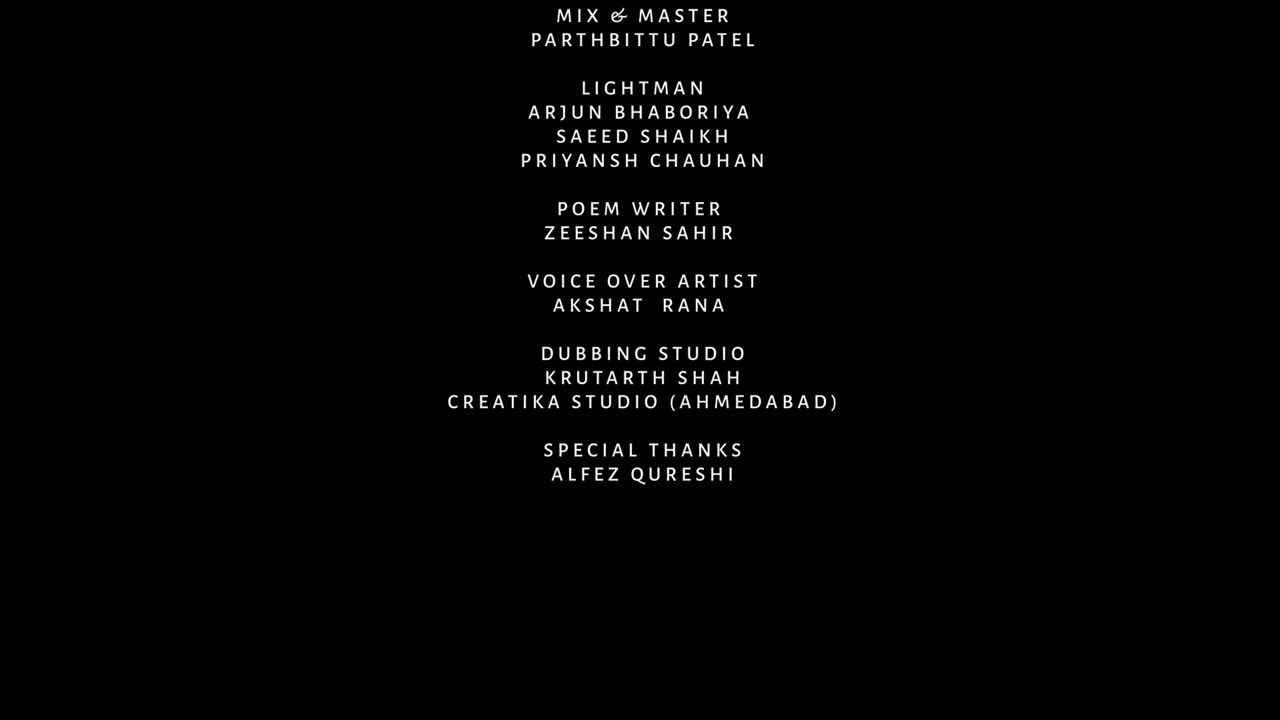 MIX & MASTER
PARTHBITTU PATEL
LIGHTMAN
ARJUN BHABORIYA
SAEED SHAIKH
PRIYANSH CHAUHAN
POEM WRITER
ZEESHAN SAHIR
VOICE OVER ARTIST
AKSHAT RANA
DUBBING STUDIO
KRUTARTH SHAH
CREATIKA STUDIO (AHMEDABAD)
SPECIAL THANKS
ALFEZ QURESHI